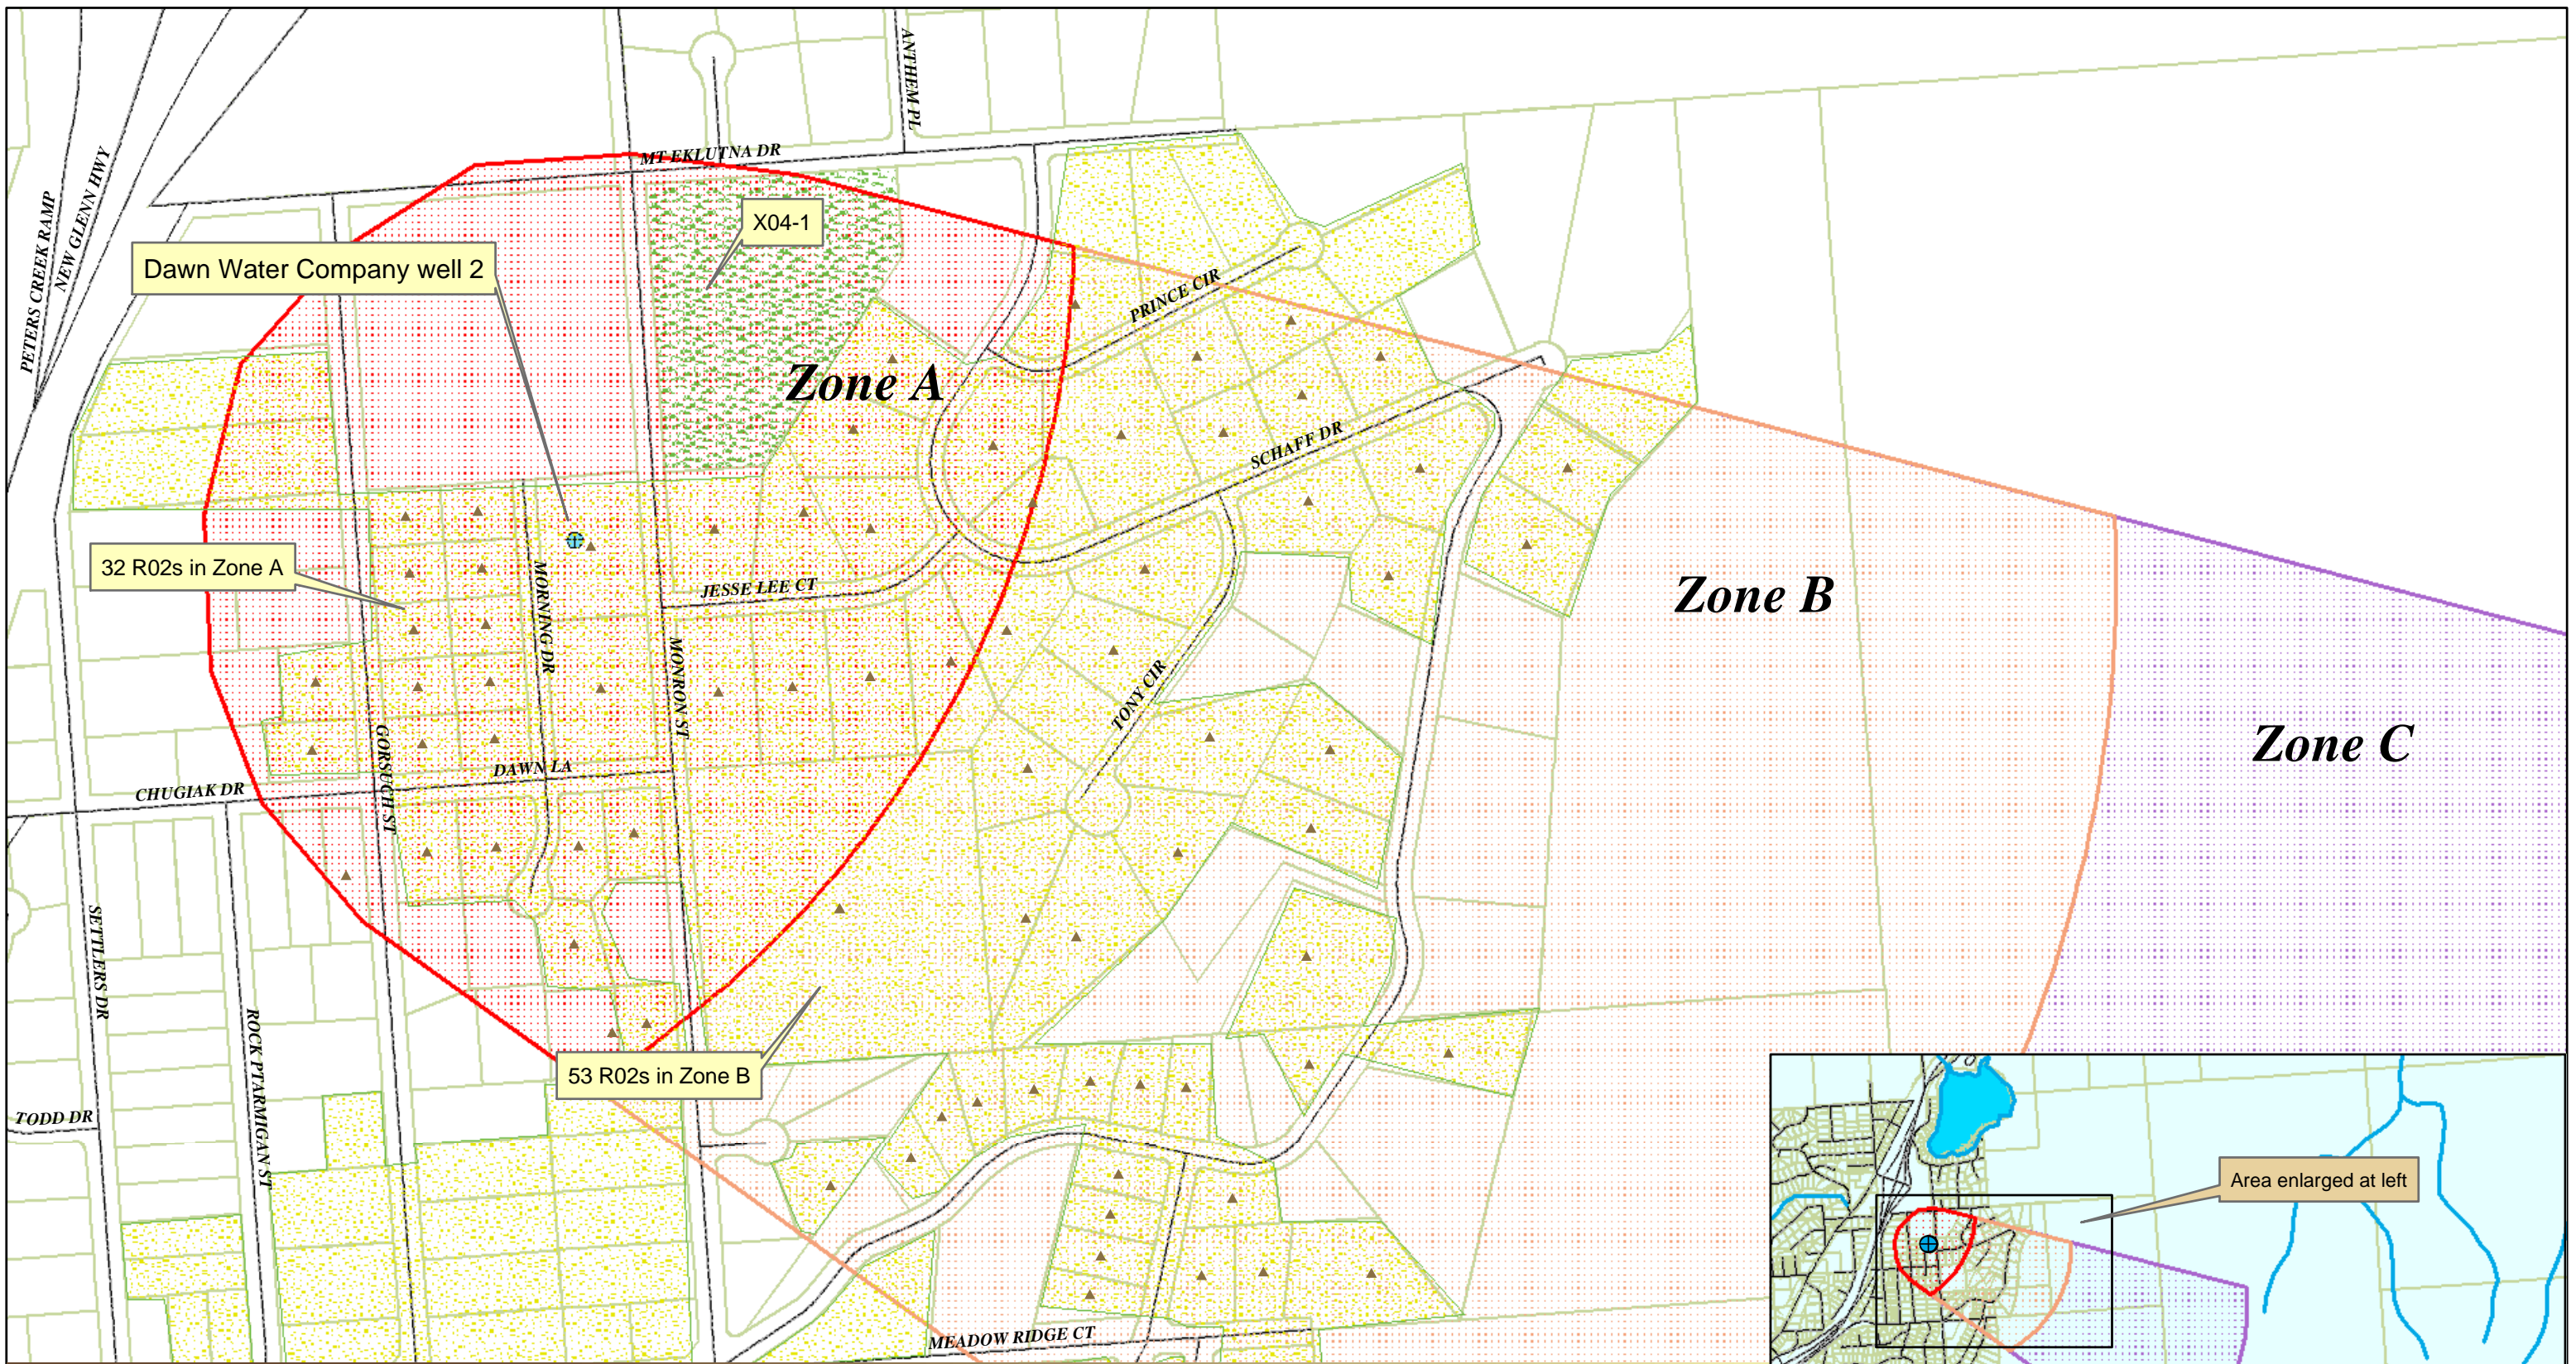 ANTHEM PL
MT EKLUTNA DR
PETERS CREEK RAMP
NEW GLENN HWY
X04-1
Dawn Water Company well 2
PRINCE CIR
Zone A
SCHAFF DR
32 R02s in Zone A
MORNING DR
JESSE LEE CT
Zone B
MONRON ST
TONY CIR
GORSUCH ST
Zone C
DAWN LA
CHUGIAK DR
SETTLERS DR
ROCK PTARMIGAN ST
53 R02s in Zone B
TODD DR
Area enlarged at left
MEADOW RIDGE CT